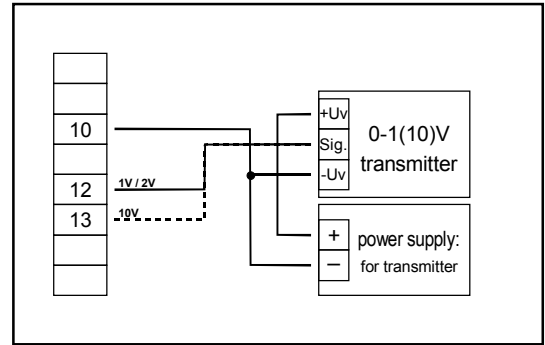 10
12
13
1V / 2V
10V
+Uv
Sig.
-Uv
0-1(10)V
transmitter
+
−
power supply:
for transmitter